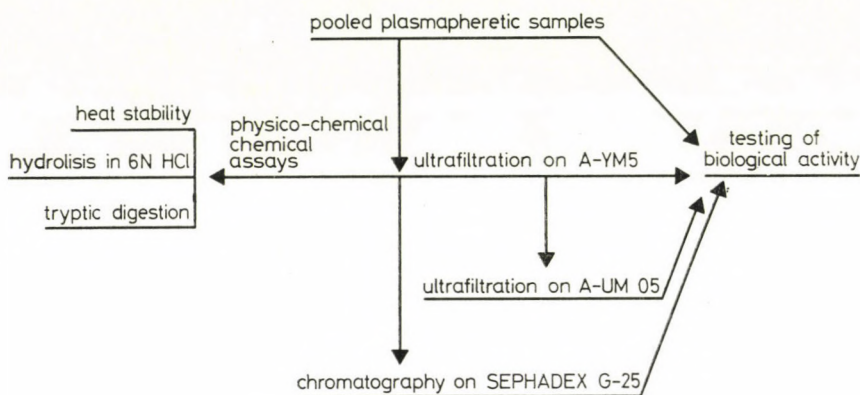 pooled plasmapheretic samples
heat stability
hydrolisis in 6N HCl
tryptic digestion
physico-chemical
chemical
assays
ultrafiltration on A-YM5
testing of
biological activity
ultrafiltration on A-UM 05
chromatography on SEPHADEX G-25